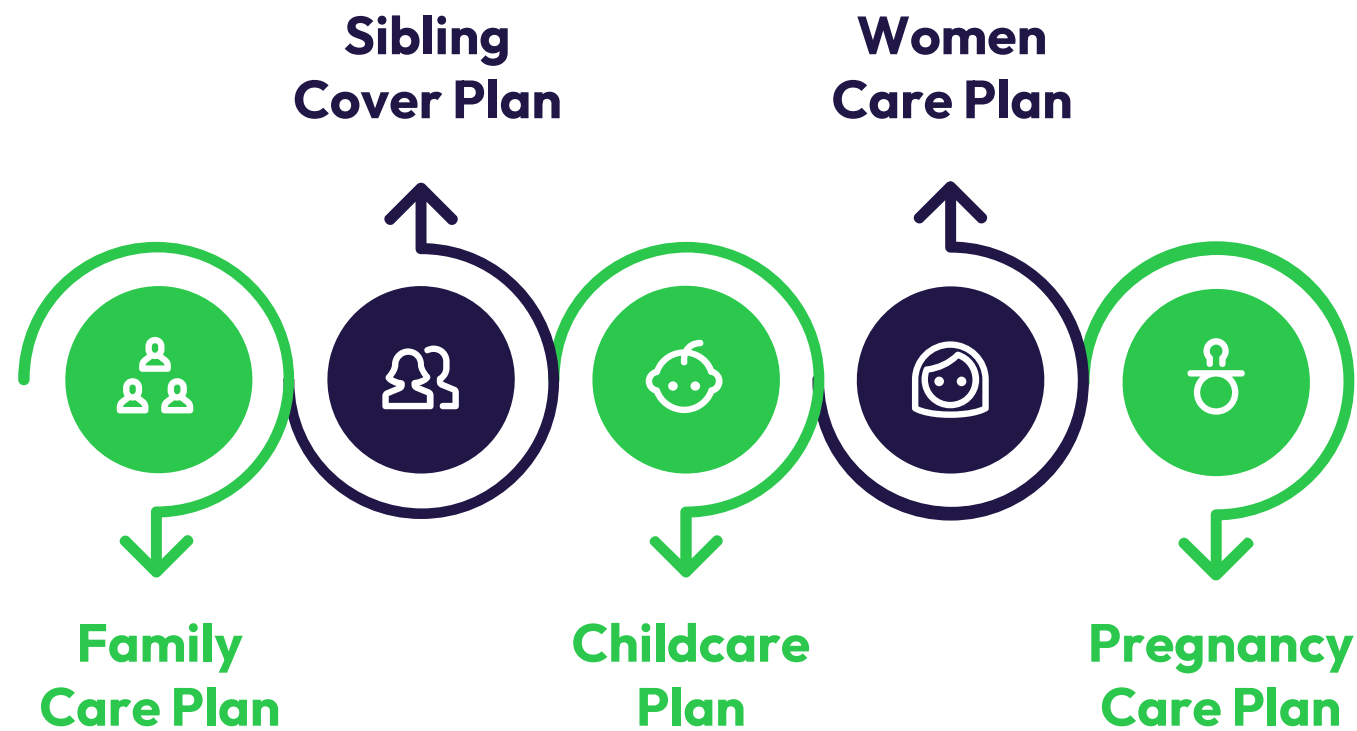 Sibling
Cover Plan
Women
Care Plan
Family
Care Plan
Childcare
Plan
Pregnancy
Care Plan